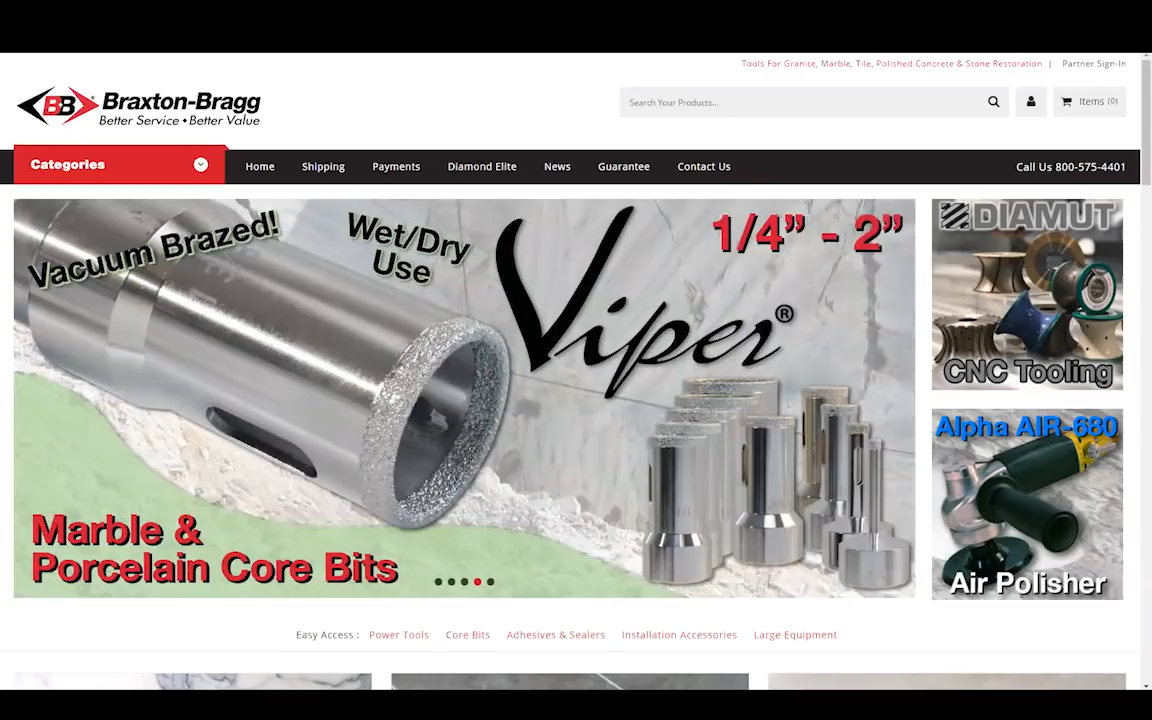 Tools For Granite, Marble, Tile, Polished Concrete & Stone Restoration | Partner Sign-In
BB® Braxton-Bragg
Better Service • Better Value
Search Your Products...
Items (0)
Categories
Home Shipping Payments Diamond Elite News Guarantee Contact Us
Call Us 800-575-4401
Vacuum Brazed!
Wet/Dry
Use
Viper®
1/4” - 2”
Marble &
Porcelain Core Bits
DIAMUT
CNC Tooling
Alpha AIR-680
Air Polisher
Easy Access : Power Tools Core Bits Adhesives & Sealers Installation Accessories Large Equipment